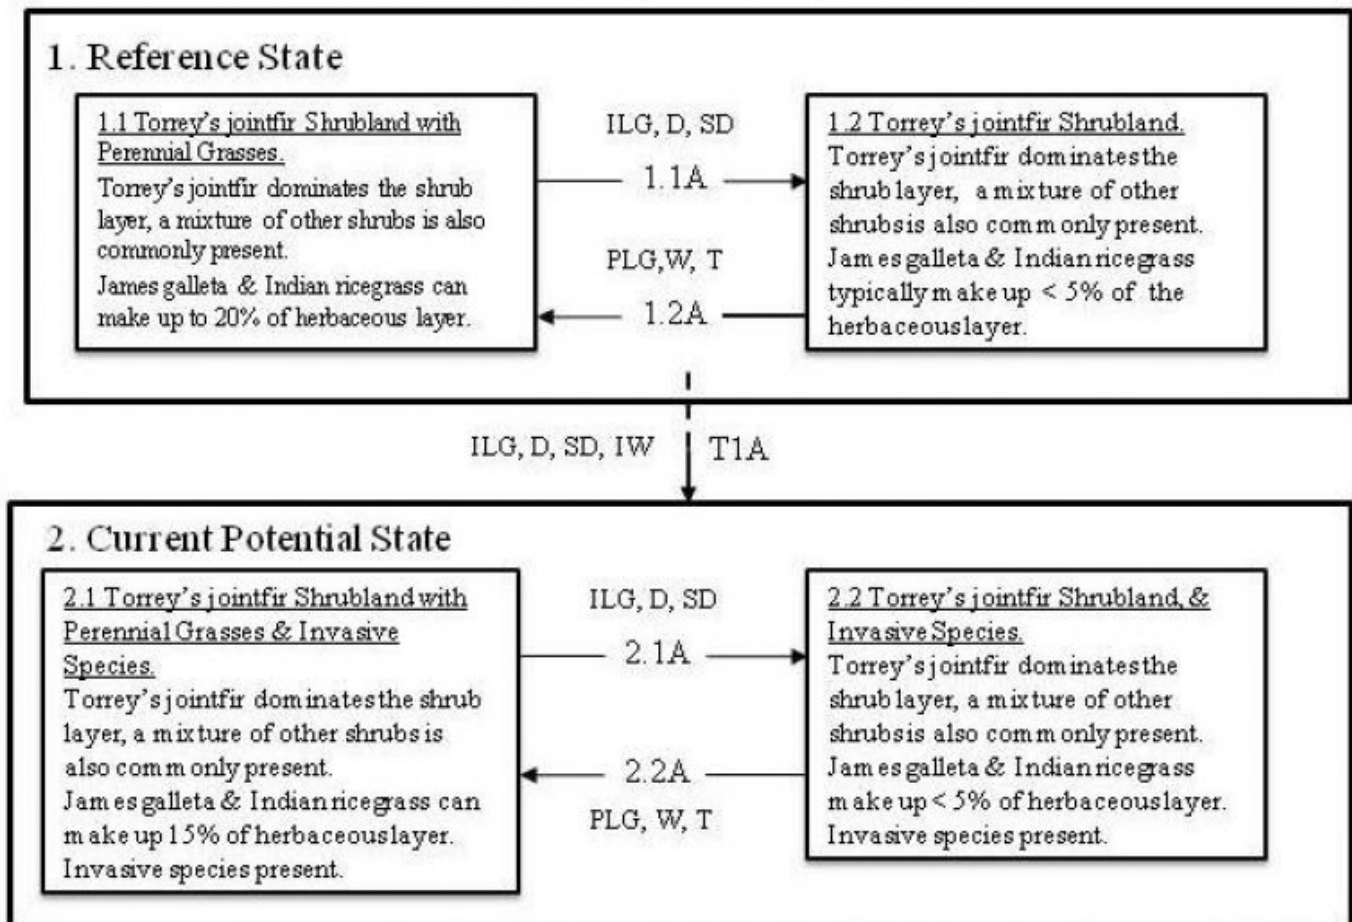 1. Reference State
1.1 Torrey's jointfir Shrubland with
Perennial Grasses.
Torrey's jointfir dominates the shrub
layer, a mixture of other shrubs is also
commonly present.
James galleta & Indian ricegrass can
make up to 20% of herbaceous layer.
ILG, D, SD
1.1A
PLG,W, T
1.2A
1.2 Torrey's jointfir Shrubland.
Torrey's jointfir dominates the
shrub layer, a mixture of other
shrubs is also commonly present.
James galleta & Indian ricegrass
typically make up < 5% of the
herbaceous layer.
ILG, D, SD, IW
T1A
2. Current Potential State
2.1 Torrey's jointfir Shrubland with
Perennial Grasses & Invasive
Species.
Torrey's jointfir dominates the shrub
layer, a mixture of other shrubs is
also commonly present.
James galleta & Indian ricegrass can
make up 15% of herbaceous layer.
Invasive species present.
ILG, D, SD
2.1A
2.2A
PLG, W, T
2.2 Torrey's jointfir Shrubland, &
Invasive Species.
Torrey's jointfir dominates the
shrub layer, a mixture of other
shrubs is also commonly present.
James galleta & Indian ricegrass
make up < 5% of herbaceous layer.
Invasive species present.